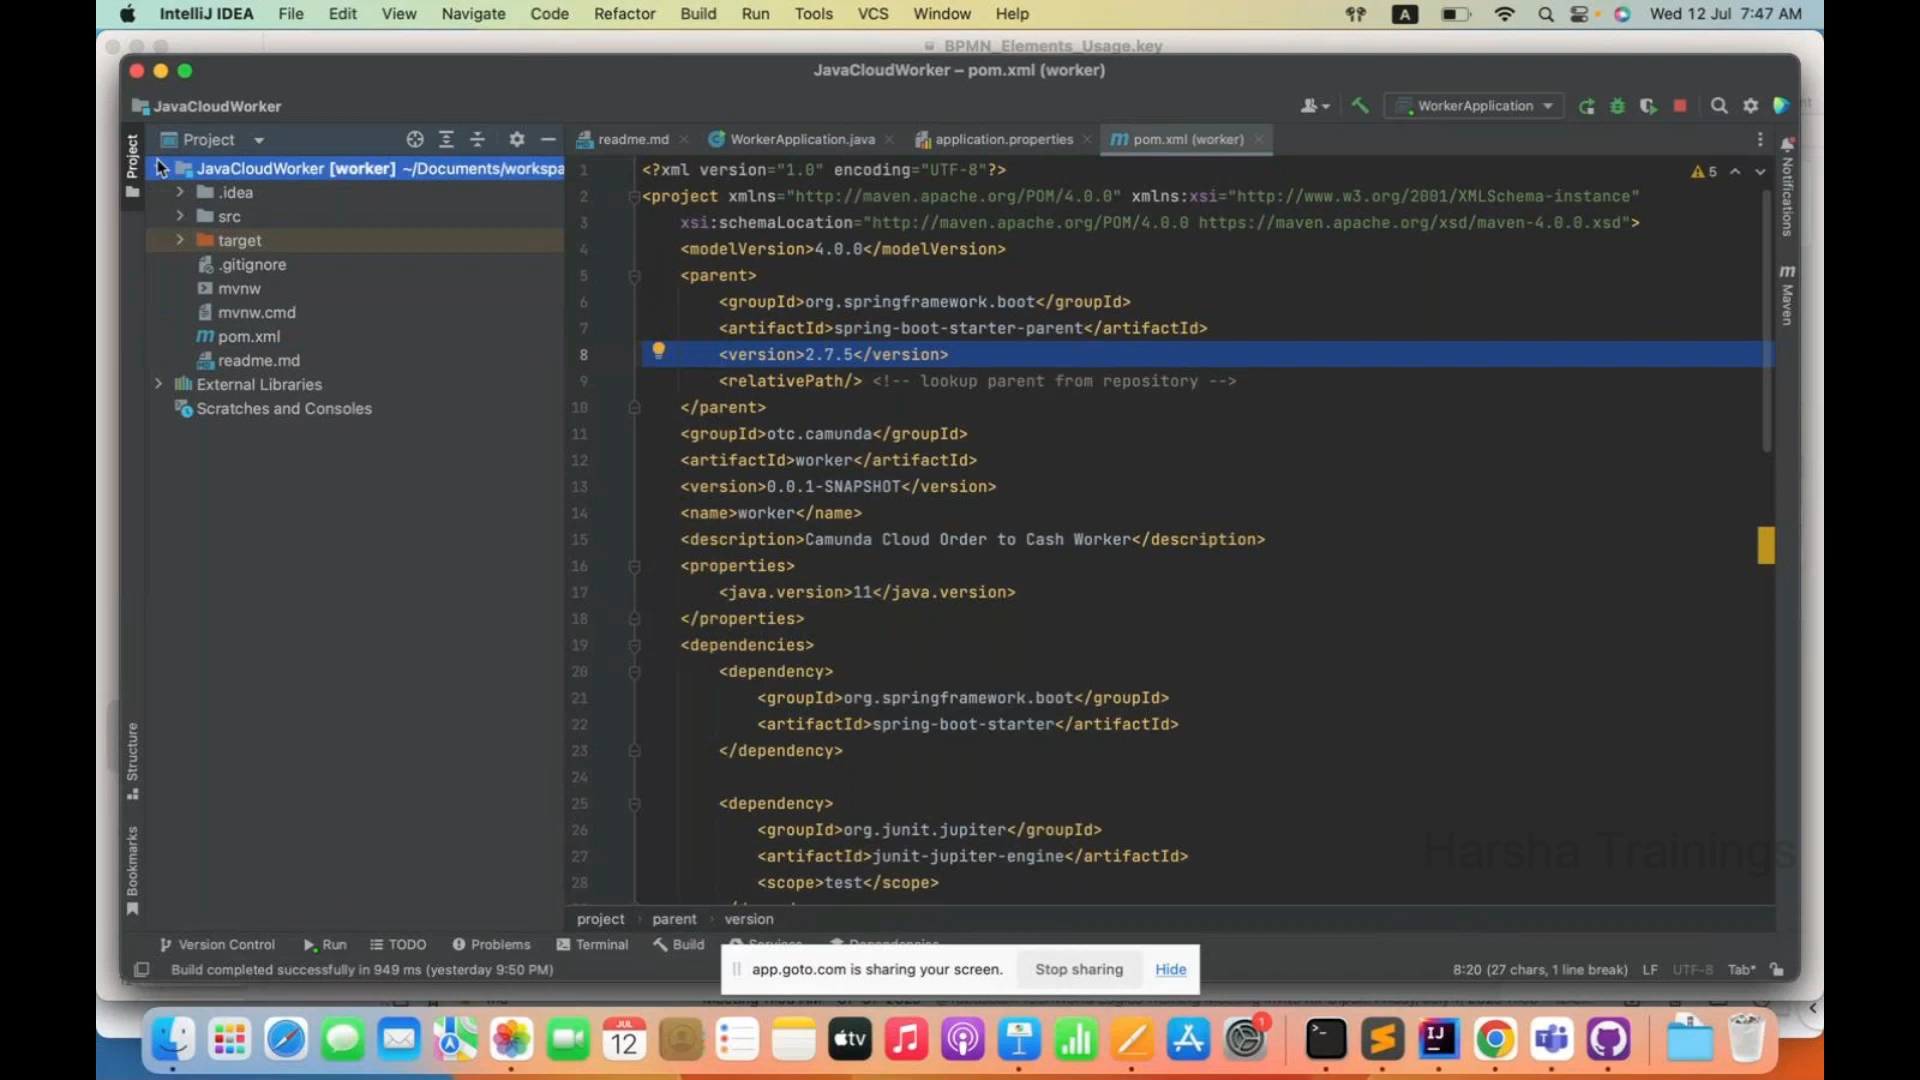 IntelliJ IDEA File Edit View Navigate Code Refactor Build Run Tools VCS Window Help A Wed 12 Jul 7:47 AM
BPMN_Elements_Usage.key
JavaCloudWorker – pom.xml (worker)
JavaCloudWorker
WorkerApplication
Project
Project
readme.md
WorkerApplication.java
application.properties
pom.xml (worker)
JavaCloudWorker [worker] ~/Documents/workspa
.idea
src
target
.gitignore
mvnw
mvnw.cmd
pom.xml
readme.md
External Libraries
Scratches and Consoles
Structure
Bookmarks
1 <?xml version="1.0" encoding="UTF-8"?>
2 <project xmlns="http://maven.apache.org/POM/4.0.0" xmlns:xsi="http://www.w3.org/2001/XMLSchema-instance"
3 xsi:schemaLocation="http://maven.apache.org/POM/4.0.0 https://maven.apache.org/xsd/maven-4.0.0.xsd">
4 <modelVersion>4.0.0</modelVersion>
5 <parent>
6 <groupId>org.springframework.boot</groupId>
7 <artifactId>spring-boot-starter-parent</artifactId>
8 <version>2.7.5</version>
9 <relativePath/> <!-- lookup parent from repository -->
10 </parent>
11 <groupId>otc.camunda</groupId>
12 <artifactId>worker</artifactId>
13 <version>0.0.1-SNAPSHOT</version>
14 <name>worker</name>
15 <description>Camunda Cloud Order to Cash Worker</description>
16 <properties>
17 <java.version>11</java.version>
18 </properties>
19 <dependencies>
20 <dependency>
21 <groupId>org.springframework.boot</groupId>
22 <artifactId>spring-boot-starter</artifactId>
23 </dependency>
24
25 <dependency>
26 <groupId>org.junit.jupiter</groupId>
27 <artifactId>junit-jupiter-engine</artifactId>
28 <scope>test</scope>
5
Notifications
m
Maven
Harsha Trainings
project parent version
Version Control Run TODO Problems Terminal Build Services Dependencies
Build completed successfully in 949 ms (yesterday 9:50 PM)
app.goto.com is sharing your screen. Stop sharing Hide
8:20 (27 chars, 1 line break) LF UTF-8 Tab*
JUL
12
tv
1
IJ